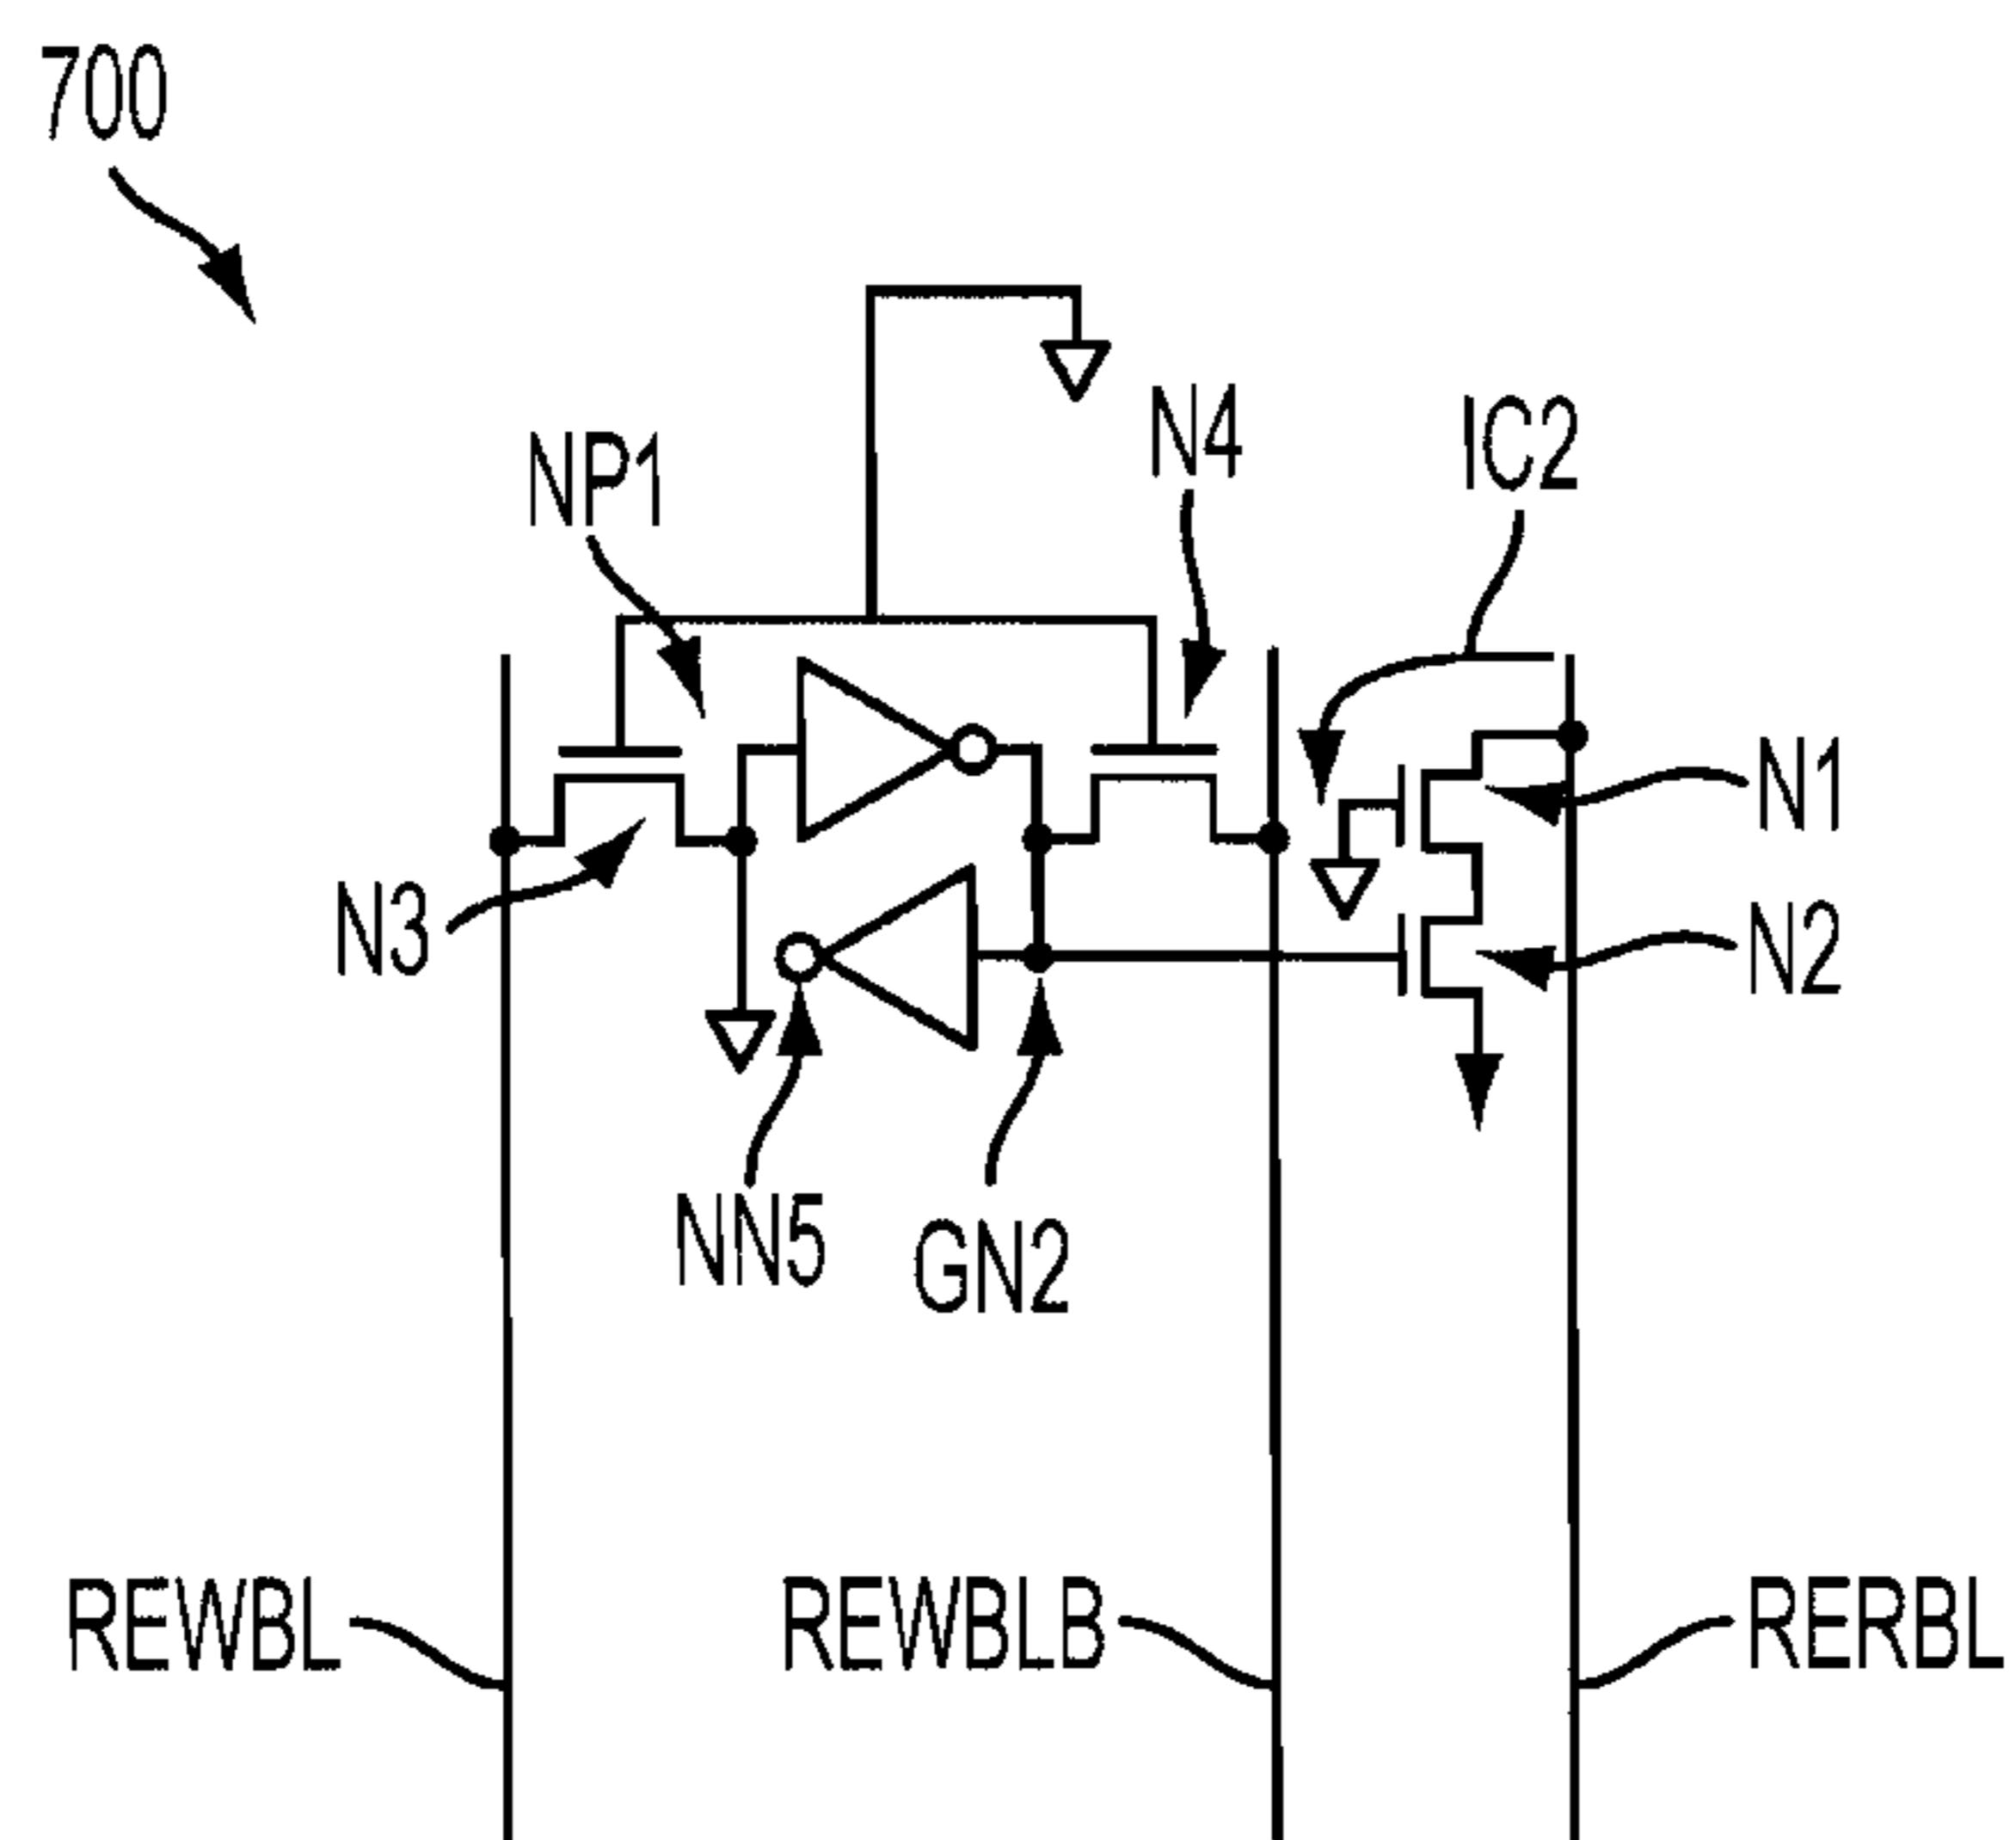 700
NP1
N4
IC2
N1
N3
N2
NN5
GN2
REWBL
REWBLB
RERBL